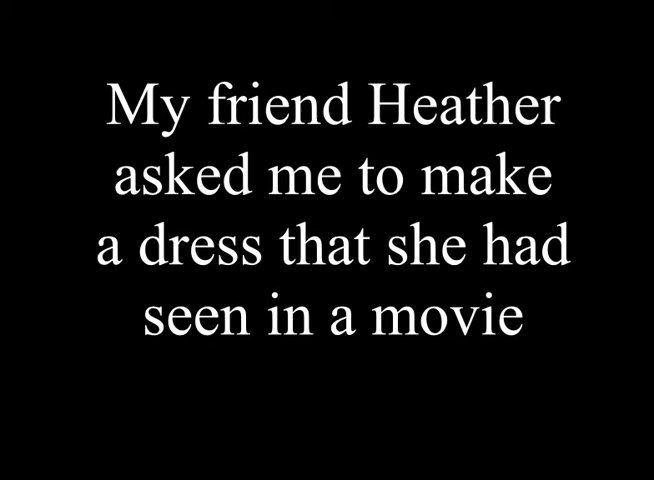 My friend Heather
asked me to make
a dress that she had
seen in a movie